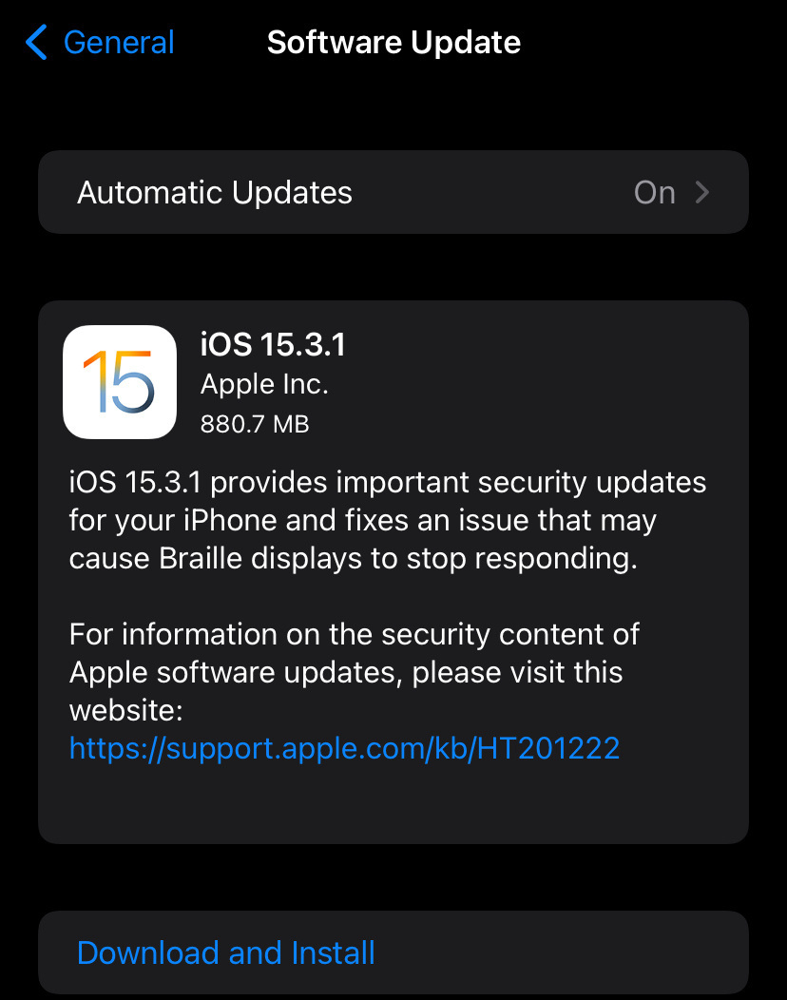 General
Software Update
Automatic Updates On
15
iOS 15.3.1
Apple Inc.
880.7 MB
iOS 15.3.1 provides important security updates
for your iPhone and fixes an issue that may
cause Braille displays to stop responding.
For information on the security content of
Apple software updates, please visit this
website:
https://support.apple.com/kb/HT201222
Download and Install